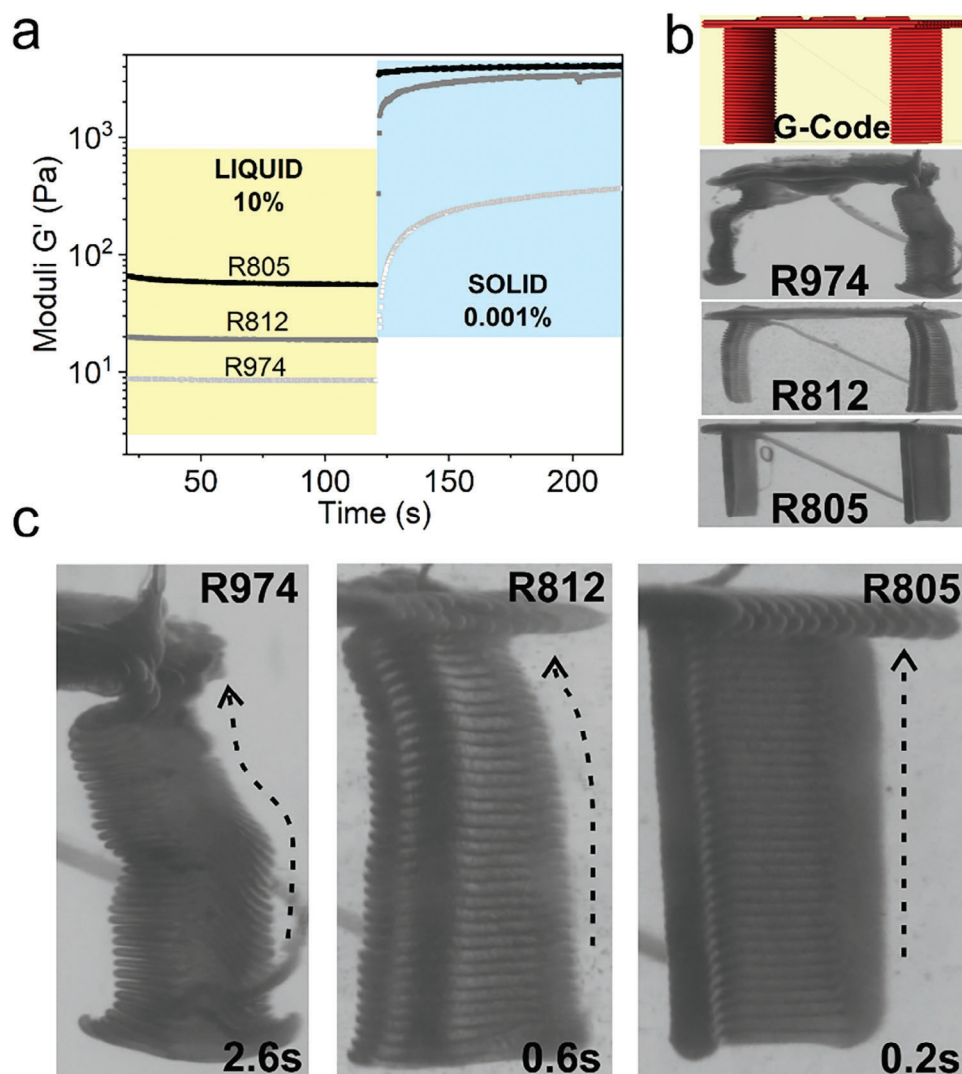 a
Moduli G' (Pa)
10³
10²
10¹
LIQUID
10%
R805
R812
R974
SOLID
0.001%
50
100
150
200
Time (s)
b
G-Code
R974
R812
R805
c
R974
2.6s
R812
0.6s
R805
0.2s